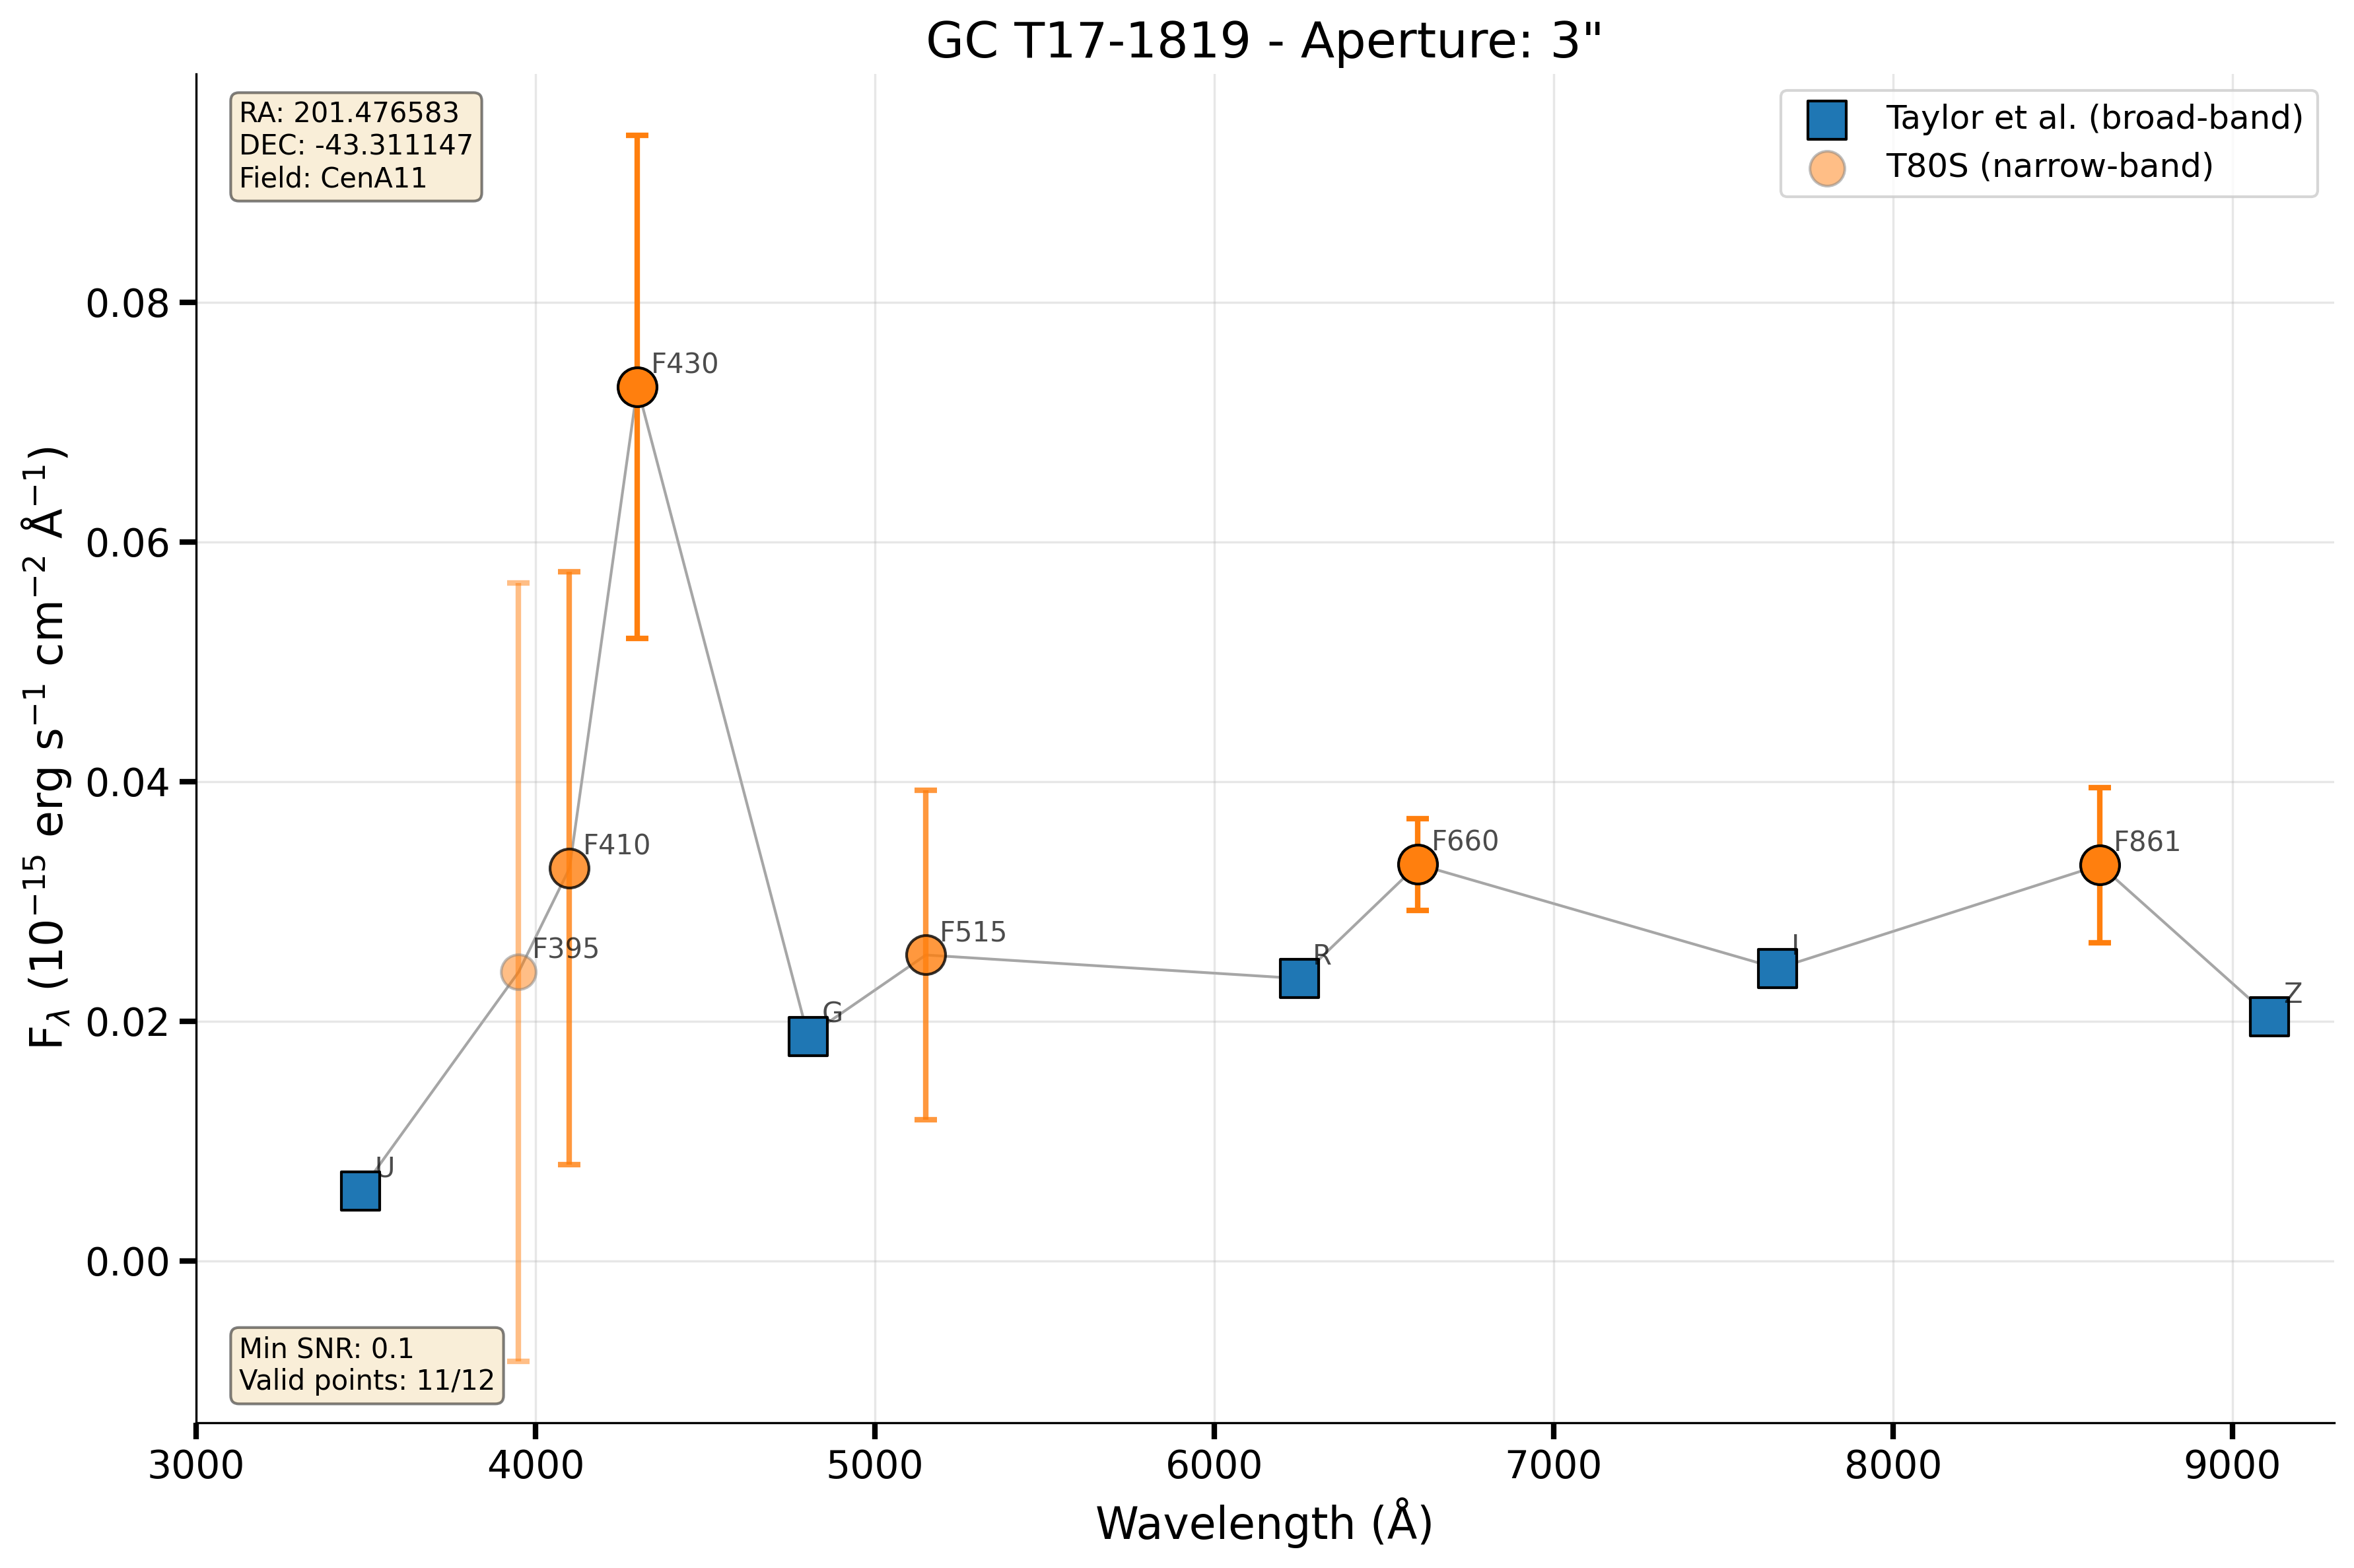 GC T17-1819 - Aperture: 3"
RA: 201.476583
DEC: -43.311147
Field: CenA11
Taylor et al. (broad-band)
T80S (narrow-band)
F430
F410
F395
F515
F660
F861
U
G
R
I
Z
0.08
0.06
0.04
0.02
0.00
F_λ (10⁻¹⁵ erg s⁻¹ cm⁻² Å⁻¹)
Min SNR: 0.1
Valid points: 11/12
3000 4000 5000 6000 7000 8000 9000
Wavelength (Å)